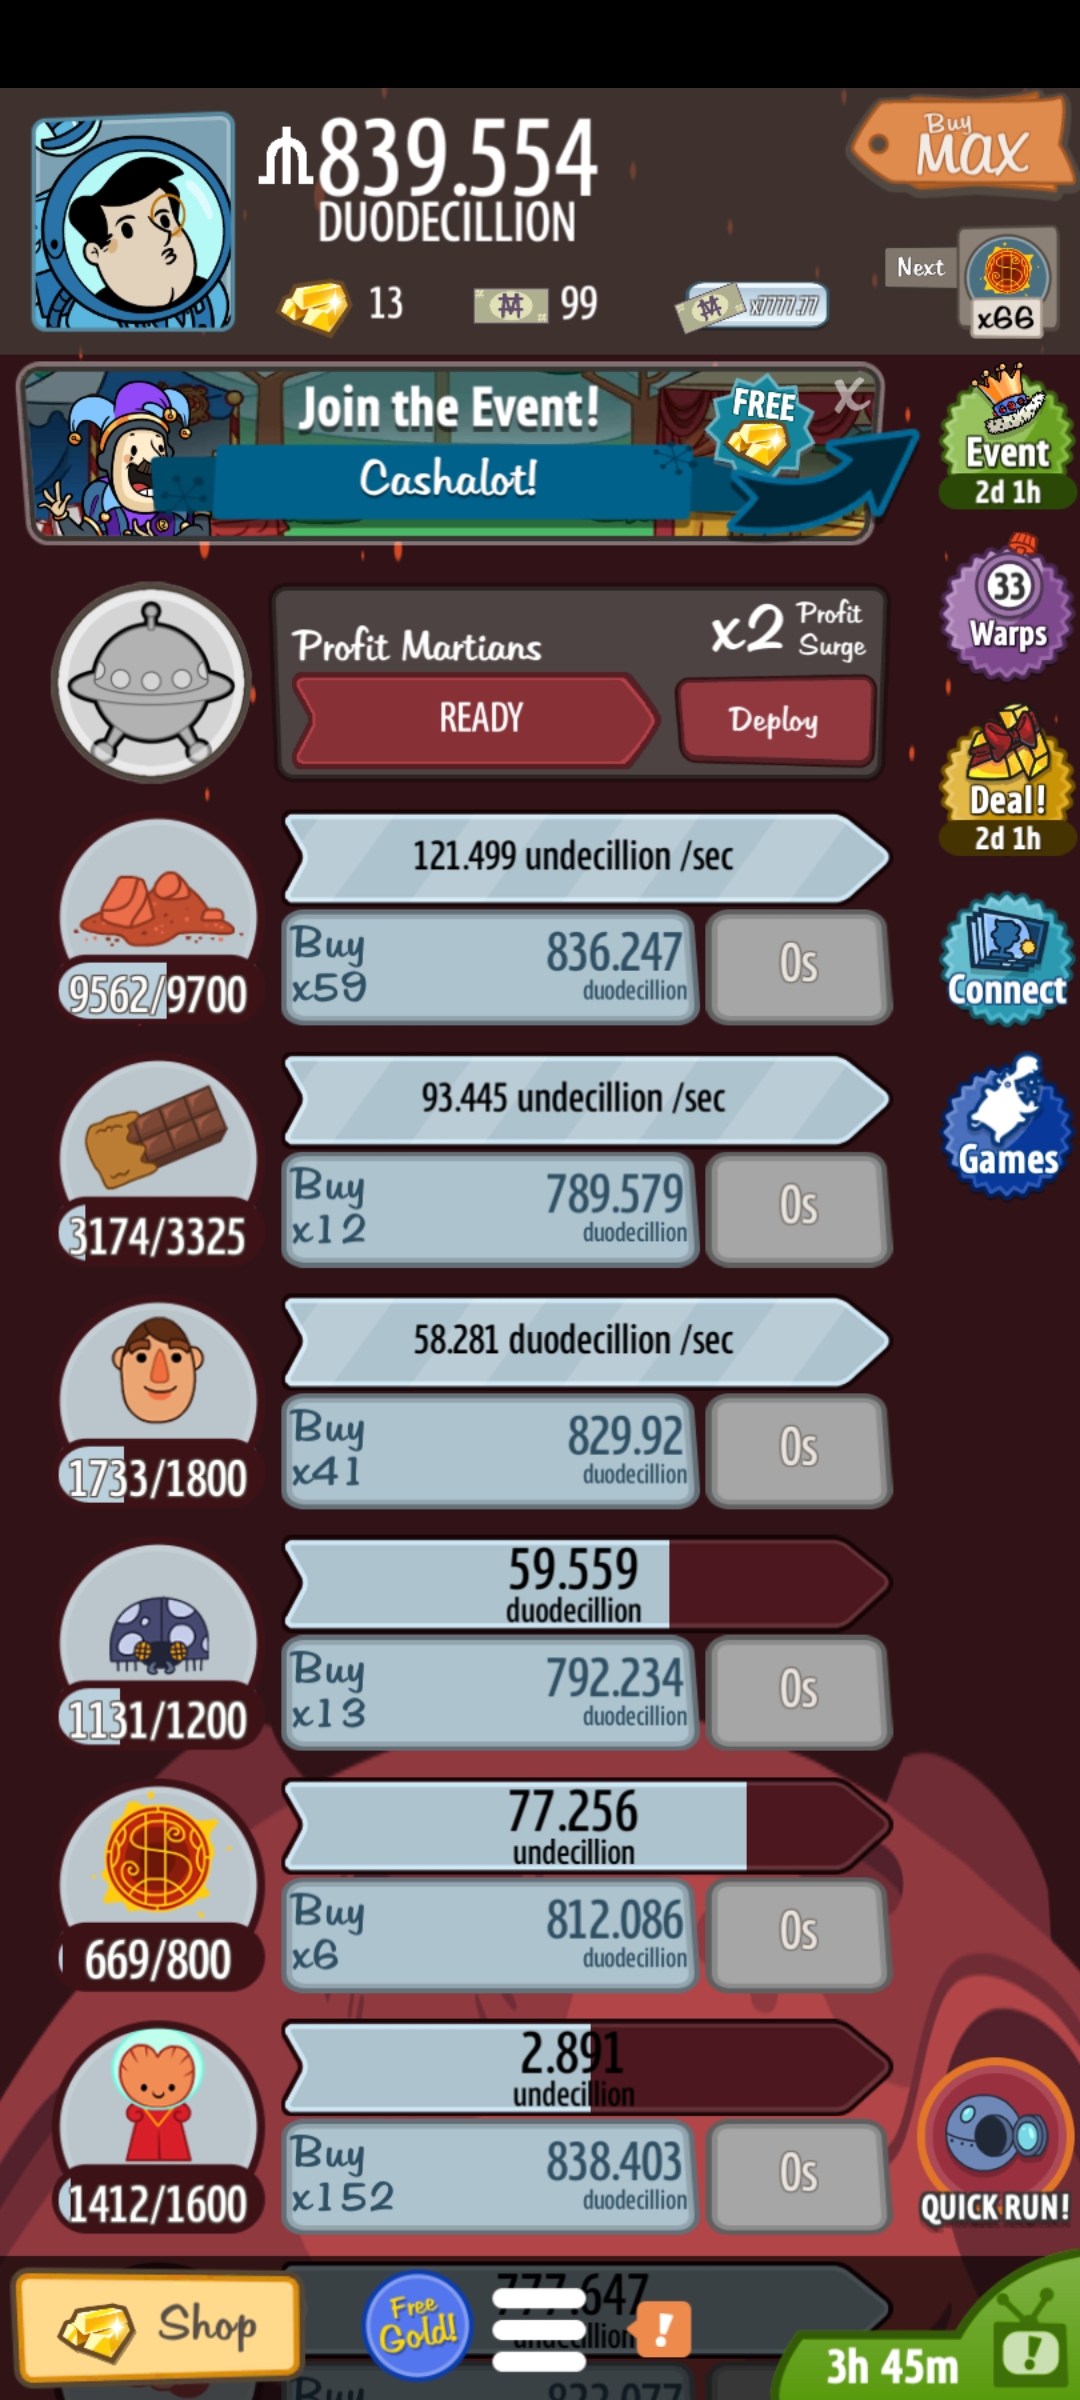 839.554
DUODECILLION
Buy
MAX
13
99
x7777.77
Next
x66
Join the Event!
Cashalot!
FREE
X
Event
2d 1h
33
Warps
Profit Martians
x2 Profit Surge
READY
Deploy
Deal!
2d 1h
121.499 undecillion /sec
Buy
x59
836.247
duodecillion
0s
9562/9700
Connect
93.445 undecillion /sec
Buy
x12
789.579
duodecillion
0s
3174/3325
Games
58.281 duodecillion /sec
Buy
x41
829.92
duodecillion
0s
1733/1800
59.559
duodecillion
Buy
x13
792.234
duodecillion
0s
1131/1200
77.256
undecillion
Buy
x6
812.086
duodecillion
0s
669/800
2.891
undecillion
Buy
x152
838.403
duodecillion
0s
1412/1600
QUICK RUN!
777.647
Shop
Free
Gold!
!
3h 45m
!
Buy